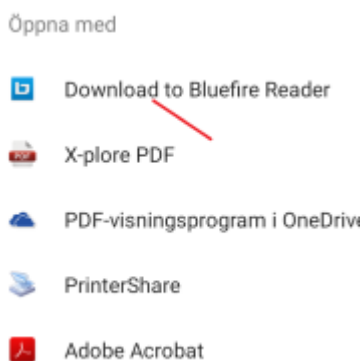 Öppna med
Download to Bluefire Reader
X-plore PDF
PDF-visningsprogram i OneDrive
PrinterShare
Adobe Acrobat